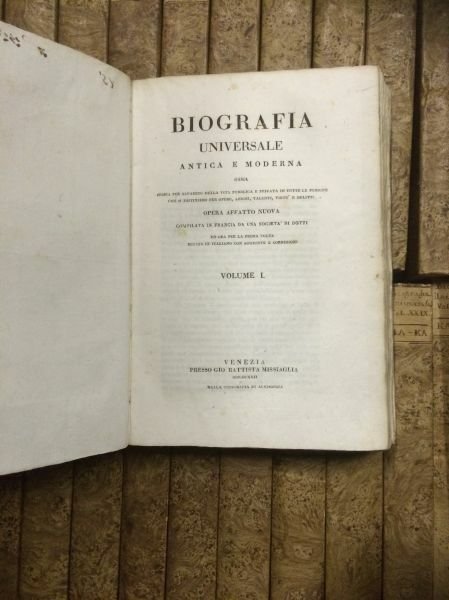 BIOGRAFIA
UNIVERSALE
ANTICA E MODERNA
OSSIA
STORIA PER ALFABETO DELLA VITA PUBBLICA E PRIVATA DI TUTTE LE PERSONE
CHE SI DISTINSERO PER OPERE, AZIONI, TALENTI, VIRTU' E DELITTI.
OPERA AFFATTO NUOVA
COMPILATA IN FRANCIA DA UNA SOCIETA' DI DOTTI
ED ORA PER LA PRIMA VOLTA
RECATA IN ITALIANO CON AGGIUNTE E CORREZIONI
VOLUME I.
VENEZIA
PRESSO GIO. BATTISTA MISSIAGLIA
MDCCCXXII
DALLA TIPOGRAFIA DI ALVISOPOLI
XXIX